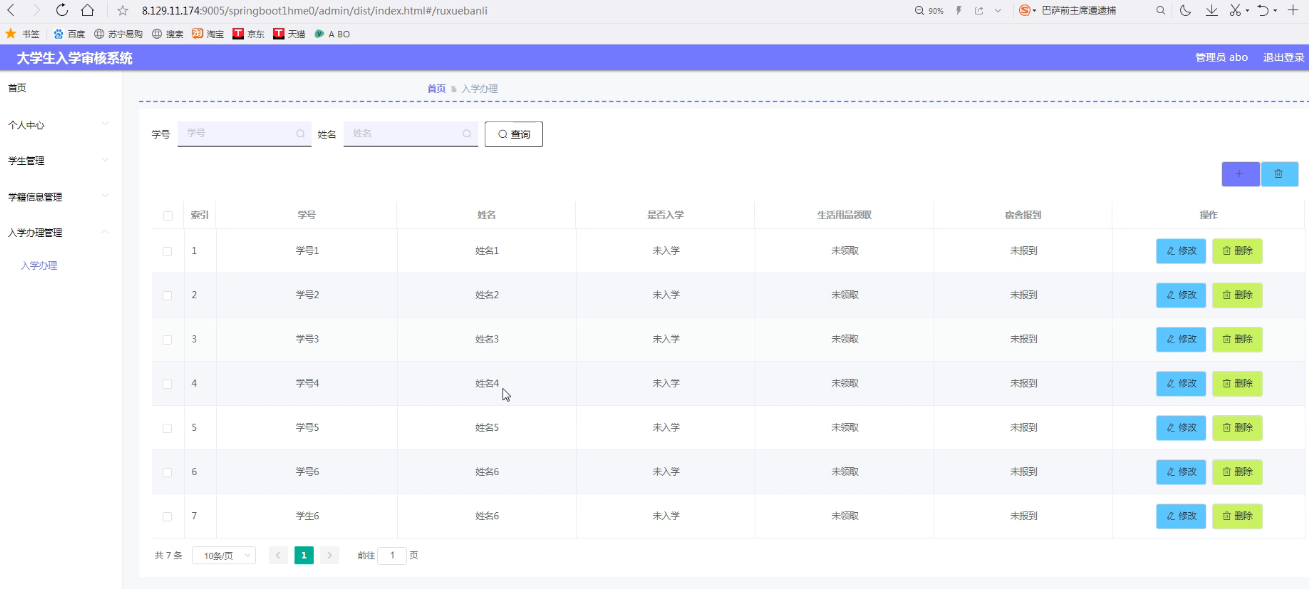 8.129.11.174:9005/springboot1hme0/admin/dist/index.html#/ruxuebanli 90% 巴萨前主席遭逮捕
书签 百度 苏宁易购 搜索 淘宝 京东 天猫 A BO
大学生入学审核系统 管理员 abo 退出登录
首页
首页 入学办理
个人中心
学生管理
学籍信息管理
入学办理管理
入学办理
学号 学号 姓名 姓名 查询
索引 学号 姓名 是否入学 生活用品领取 宿舍报到 操作
1 学号1 姓名1 未入学 未领取 未报到 修改 删除
2 学号2 姓名2 未入学 未领取 未报到 修改 删除
3 学号3 姓名3 未入学 未领取 未报到 修改 删除
4 学号4 姓名4 未入学 未领取 未报到 修改 删除
5 学号5 姓名5 未入学 未领取 未报到 修改 删除
6 学号6 姓名6 未入学 未领取 未报到 修改 删除
7 学生6 姓名6 未入学 未领取 未报到 修改 删除
共 7 条 10条/页 1 前往 1 页